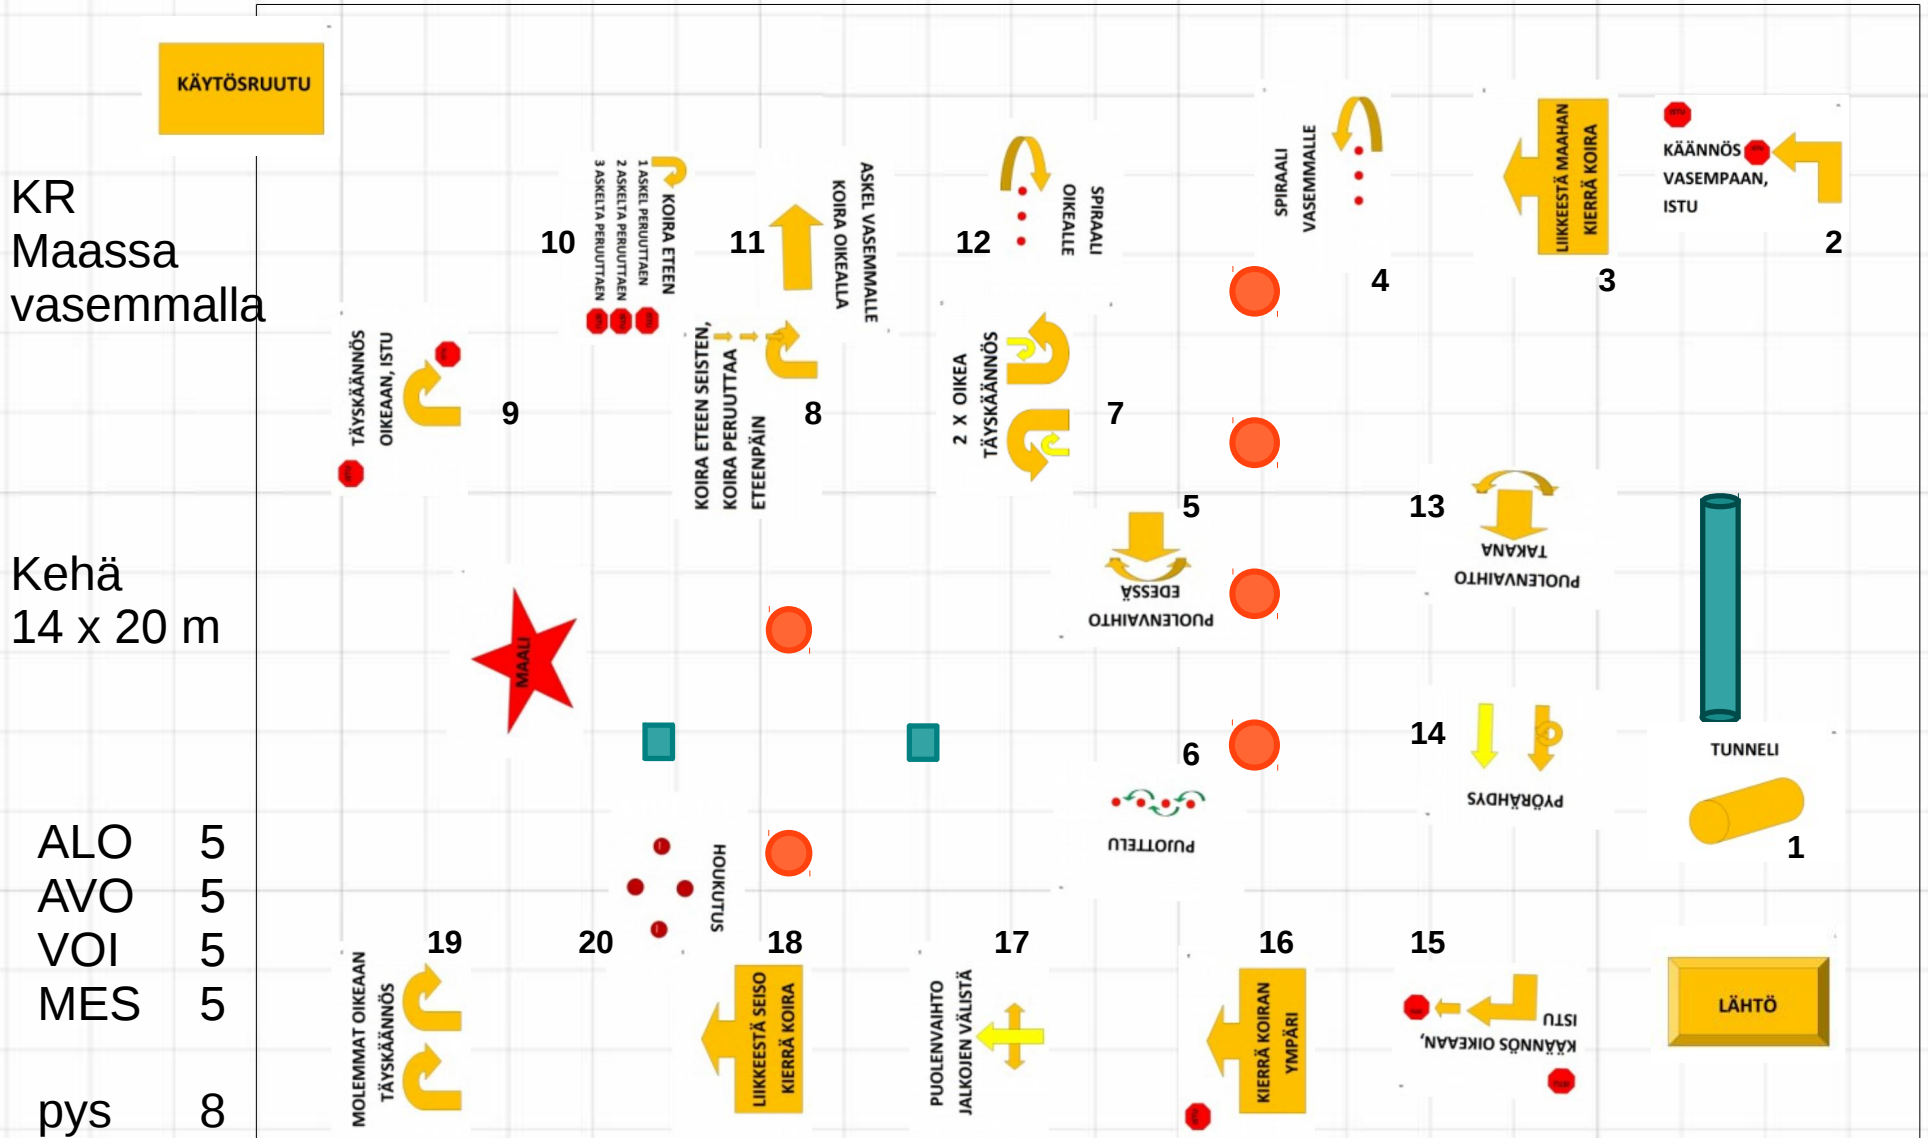 KÄYTÖSRUUTU
KR
Maassa
vasemmalla
Kehä
14 x 20 m
ALO 5
AVO 5
VOI 5
MES 5
pys 8
3 ASKELTA PERUUTTAEN
2 ASKELTA PERUUTTAEN
1 ASKEL PERUUTTAEN
KOIRA ETEEN
10
11
KOIRA OIKEALLA
ASKEL VASEMMALLE
12
OIKEALLE
SPIRAALI
SPIRAALI
VASEMMALLE
4
LIIKKEESTÄ MAAHAN
KIERRÄ KOIRA
3
KÄÄNNÖS
VASEMPAAN,
ISTU
2
TÄYSKÄÄNNÖS
OIKEAAN, ISTU
9
KOIRA ETEEN SEISTEN,
KOIRA PERUUTTAA
ETEENPÄIN
8
2 X OIKEA
TÄYSKÄÄNNÖS
7
5
PUOLENVAIHTO
EDESSÄ
13
PUOLENVAIHTO
TAKANA
MAALI
6
PUJOTTELU
14
PYÖRÄHDYS
TUNNELI
1
HOUKUTUS
19
MOLEMMAT OIKEAAN
TÄYSKÄÄNNÖS
20
18
LIIKKEESTÄ SEISO
KIERRÄ KOIRA
17
PUOLENVAIHTO
JALKOJEN VÄLISTÄ
16
KIERRÄ KOIRAN
YMPÄRI
15
KÄÄNNÖS OIKEAAN,
ISTU
LÄHTÖ